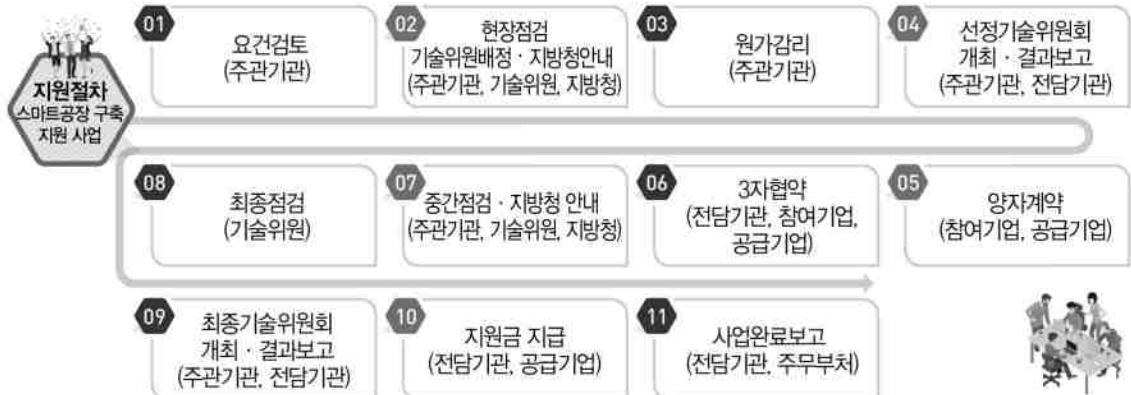 지원절차
스마트공장 구축
지원 사업
01
요건검토
(주관기관)
02
현장점검
기술위원배정 · 지방청안내
(주관기관, 기술위원, 지방청)
03
원가감리
(주관기관)
04
선정기술위원회
개최 · 결과보고
(주관기관, 전담기관)
05
양자계약
(참여기업, 공급기업)
06
3자협약
(전담기관, 참여기업,
공급기업)
07
중간점검 · 지방청 안내
(주관기관, 기술위원, 지방청)
08
최종점검
(기술위원)
09
최종기술위원회
개최 · 결과보고
(주관기관, 전담기관)
10
지원금 지급
(전담기관, 공급기업)
11
사업완료보고
(전담기관, 주무부처)